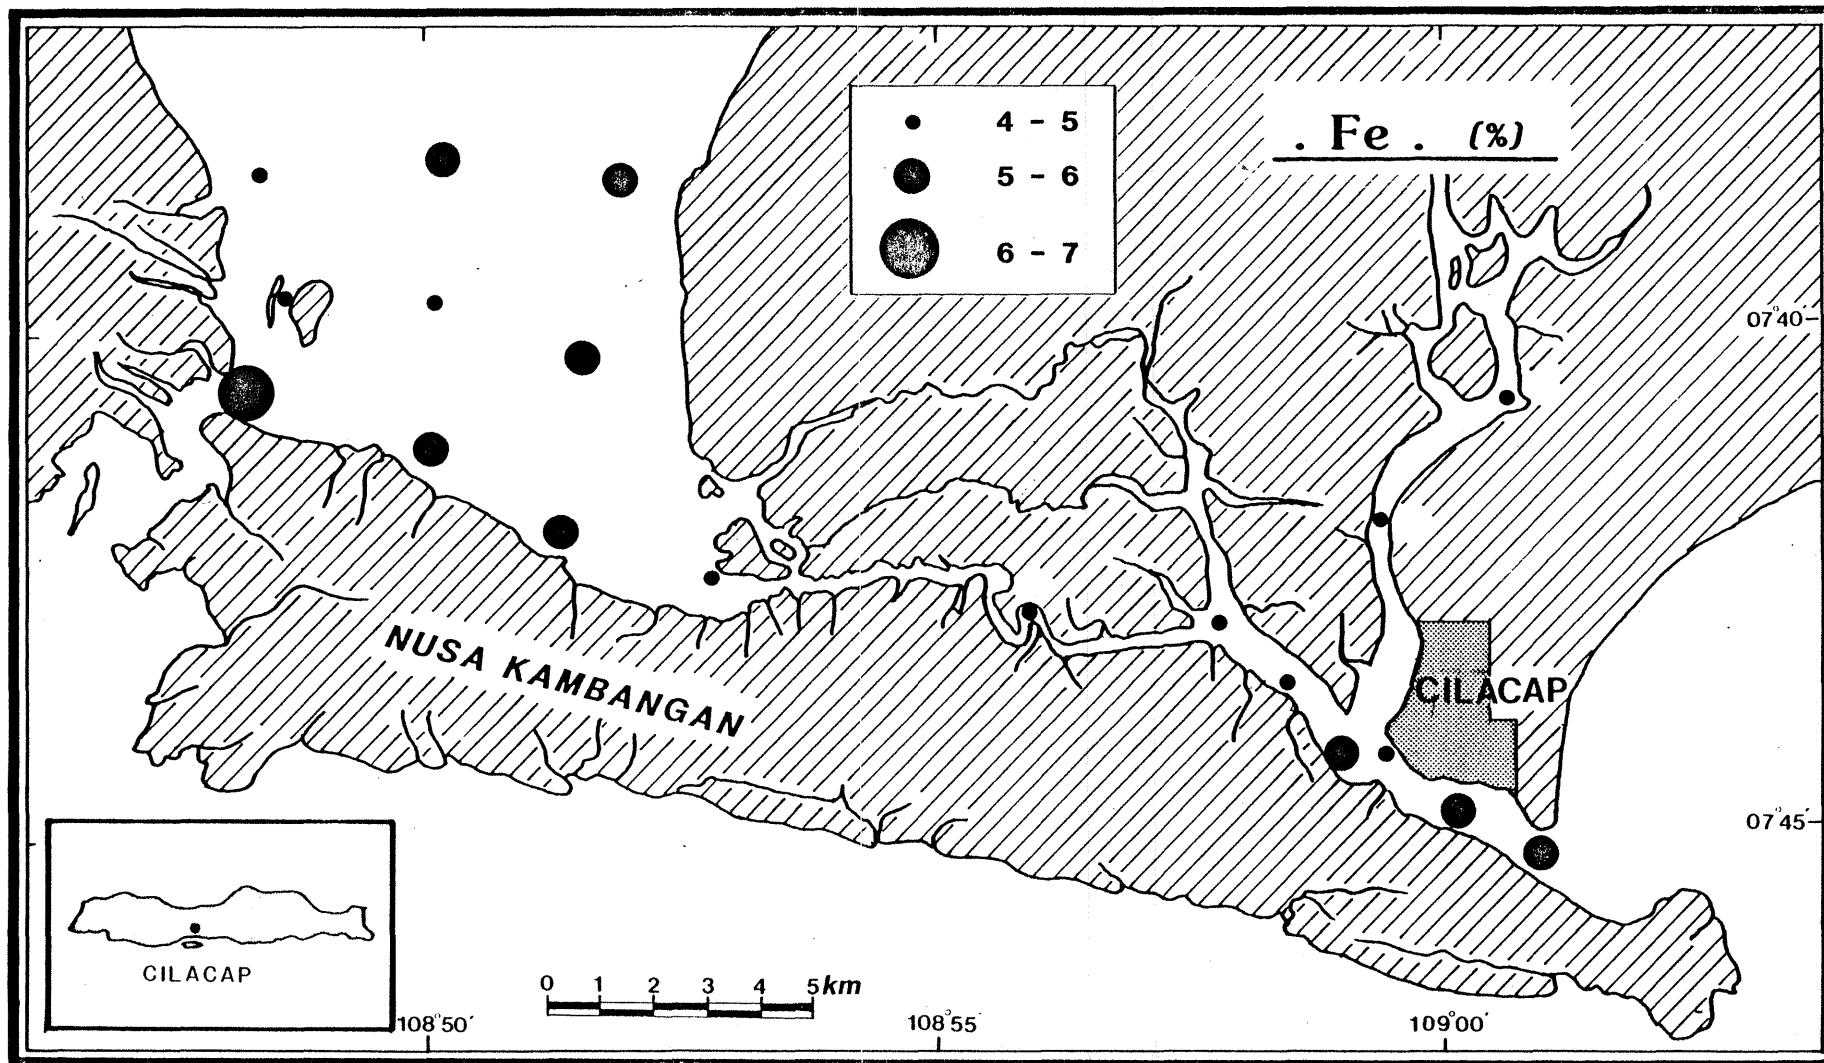 . Fe . (%)
4 - 5
5 - 6
6 - 7
07°40'
NUSA KAMBANGAN
CILACAP
07°45'
CILACAP
0 1 2 3 4 5 km
108°50' 108°55' 109°00'